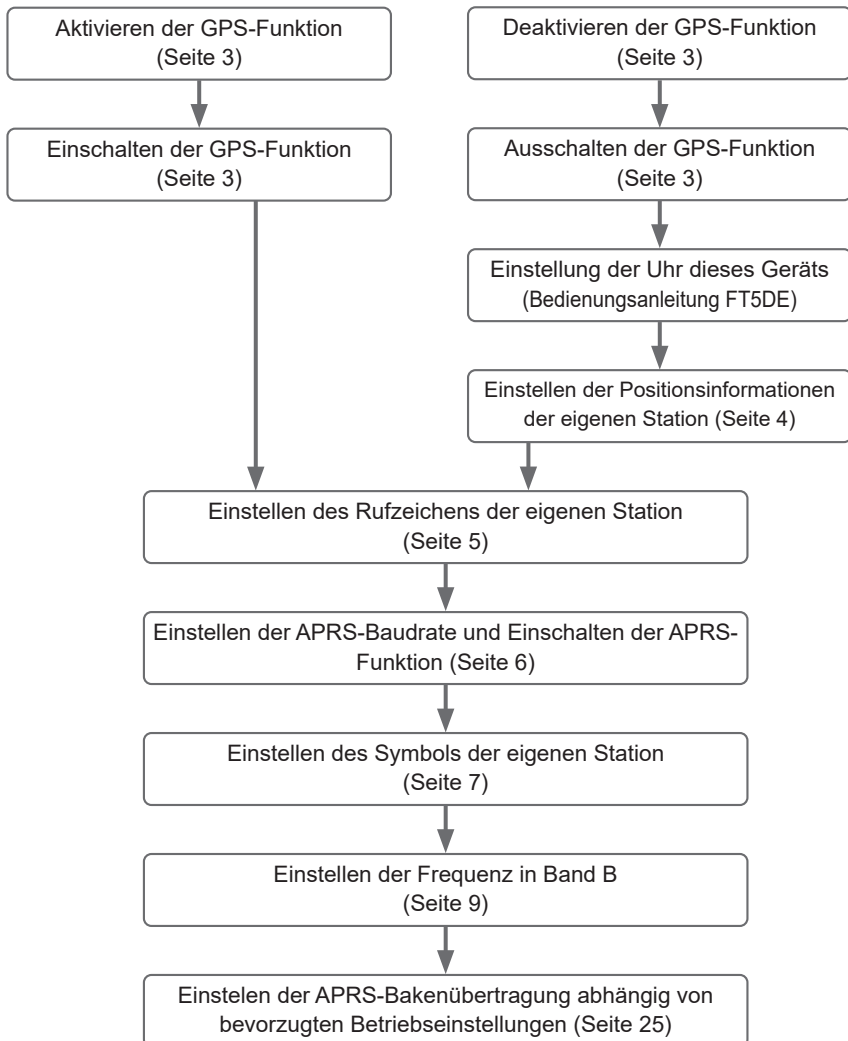 Aktivieren der GPS-Funktion
(Seite 3)
Deaktivieren der GPS-Funktion
(Seite 3)
Einschalten der GPS-Funktion
(Seite 3)
Ausschalten der GPS-Funktion
(Seite 3)
Einstellung der Uhr dieses Geräts
(Bedienungsanleitung FT5DE)
Einstellen der Positionsinformationen
der eigenen Station (Seite 4)
Einstellen des Rufzeichens der eigenen Station
(Seite 5)
Einstellen der APRS-Baudrate und Einschalten der APRS-
Funktion (Seite 6)
Einstellen des Symbols der eigenen Station
(Seite 7)
Einstellen der Frequenz in Band B
(Seite 9)
Einstelen der APRS-Bakenübertragung abhängig von
bevorzugten Betriebseinstellungen (Seite 25)